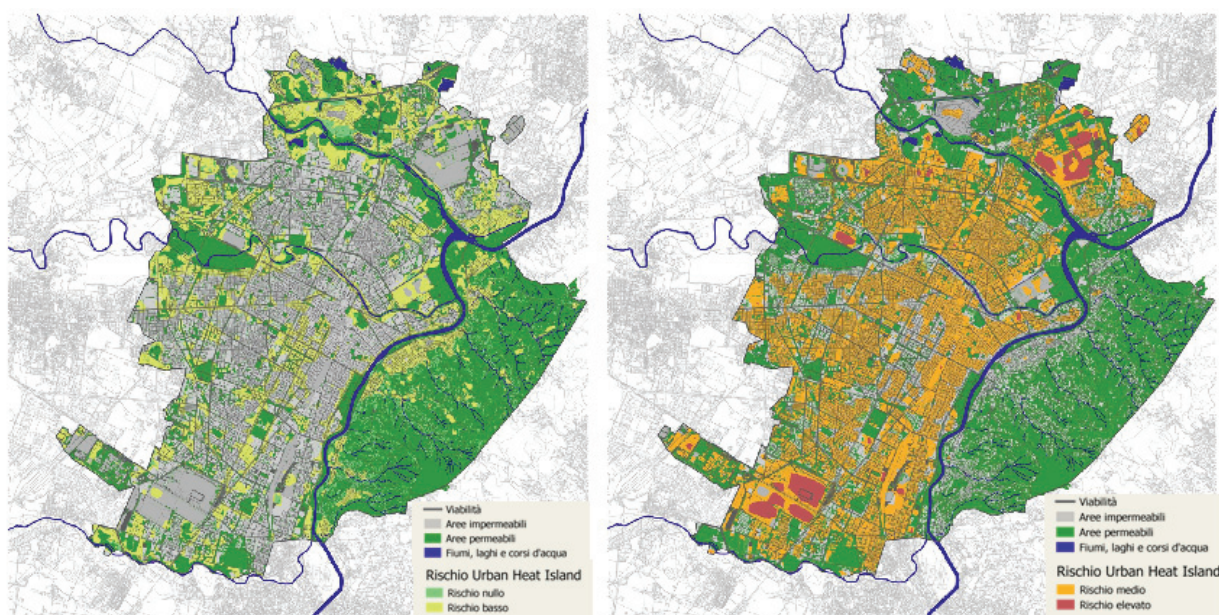 Viabilità
Aree impermeabili
Aree permeabili
Fiumi, laghi e corsi d'acqua
Rischio Urban Heat Island
Rischio nullo
Rischio basso
Viabilità
Aree impermeabili
Aree permeabili
Fiumi, laghi e corsi d'acqua
Rischio Urban Heat Island
Rischio medio
Rischio elevato